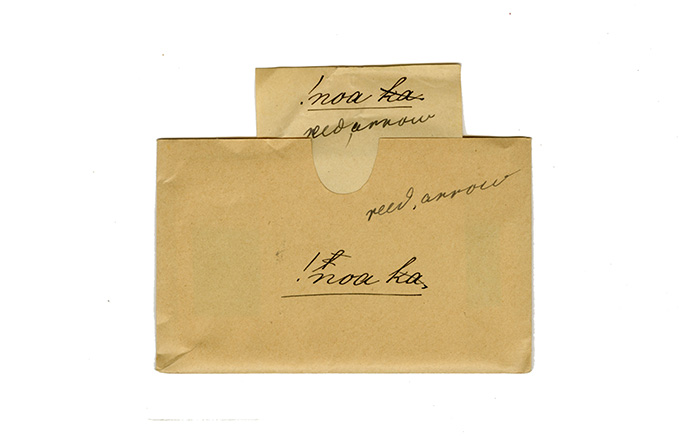 !noa ka.
reed, arrow
reed, arrow
!noa ka,